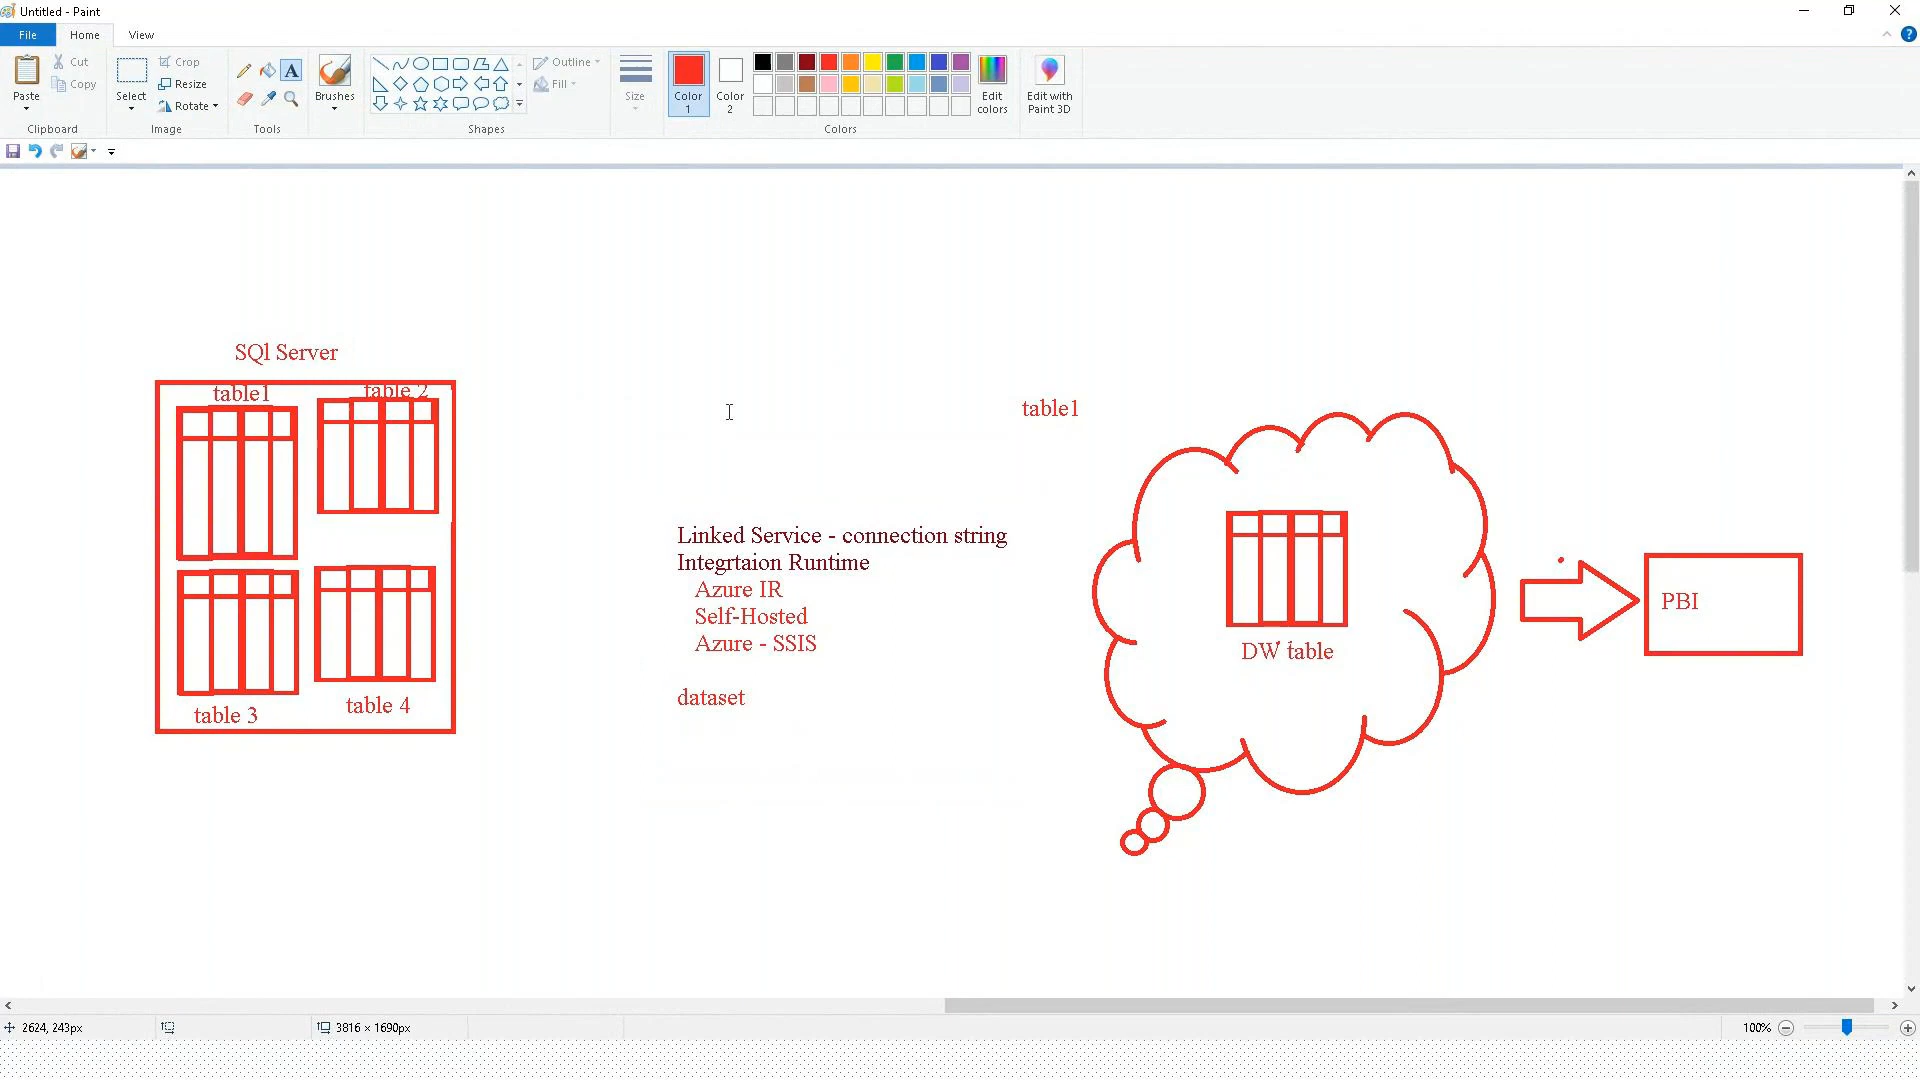 Untitled - Paint
File Home View
Paste
Cut
Copy
Clipboard
Select
Crop
Resize
Rotate
Image
A
Tools
Brushes
Outline
Fill
Shapes
Size
Color 1
Color 2
Edit colors
Colors
Edit with Paint 3D
SQl Server
table1
table 2
table 3
table 4
Linked Service - connection string
Integrtaion Runtime
Azure IR
Self-Hosted
Azure - SSIS
dataset
table1
DW table
PBI
2624, 243px
3816 × 1690px
100%